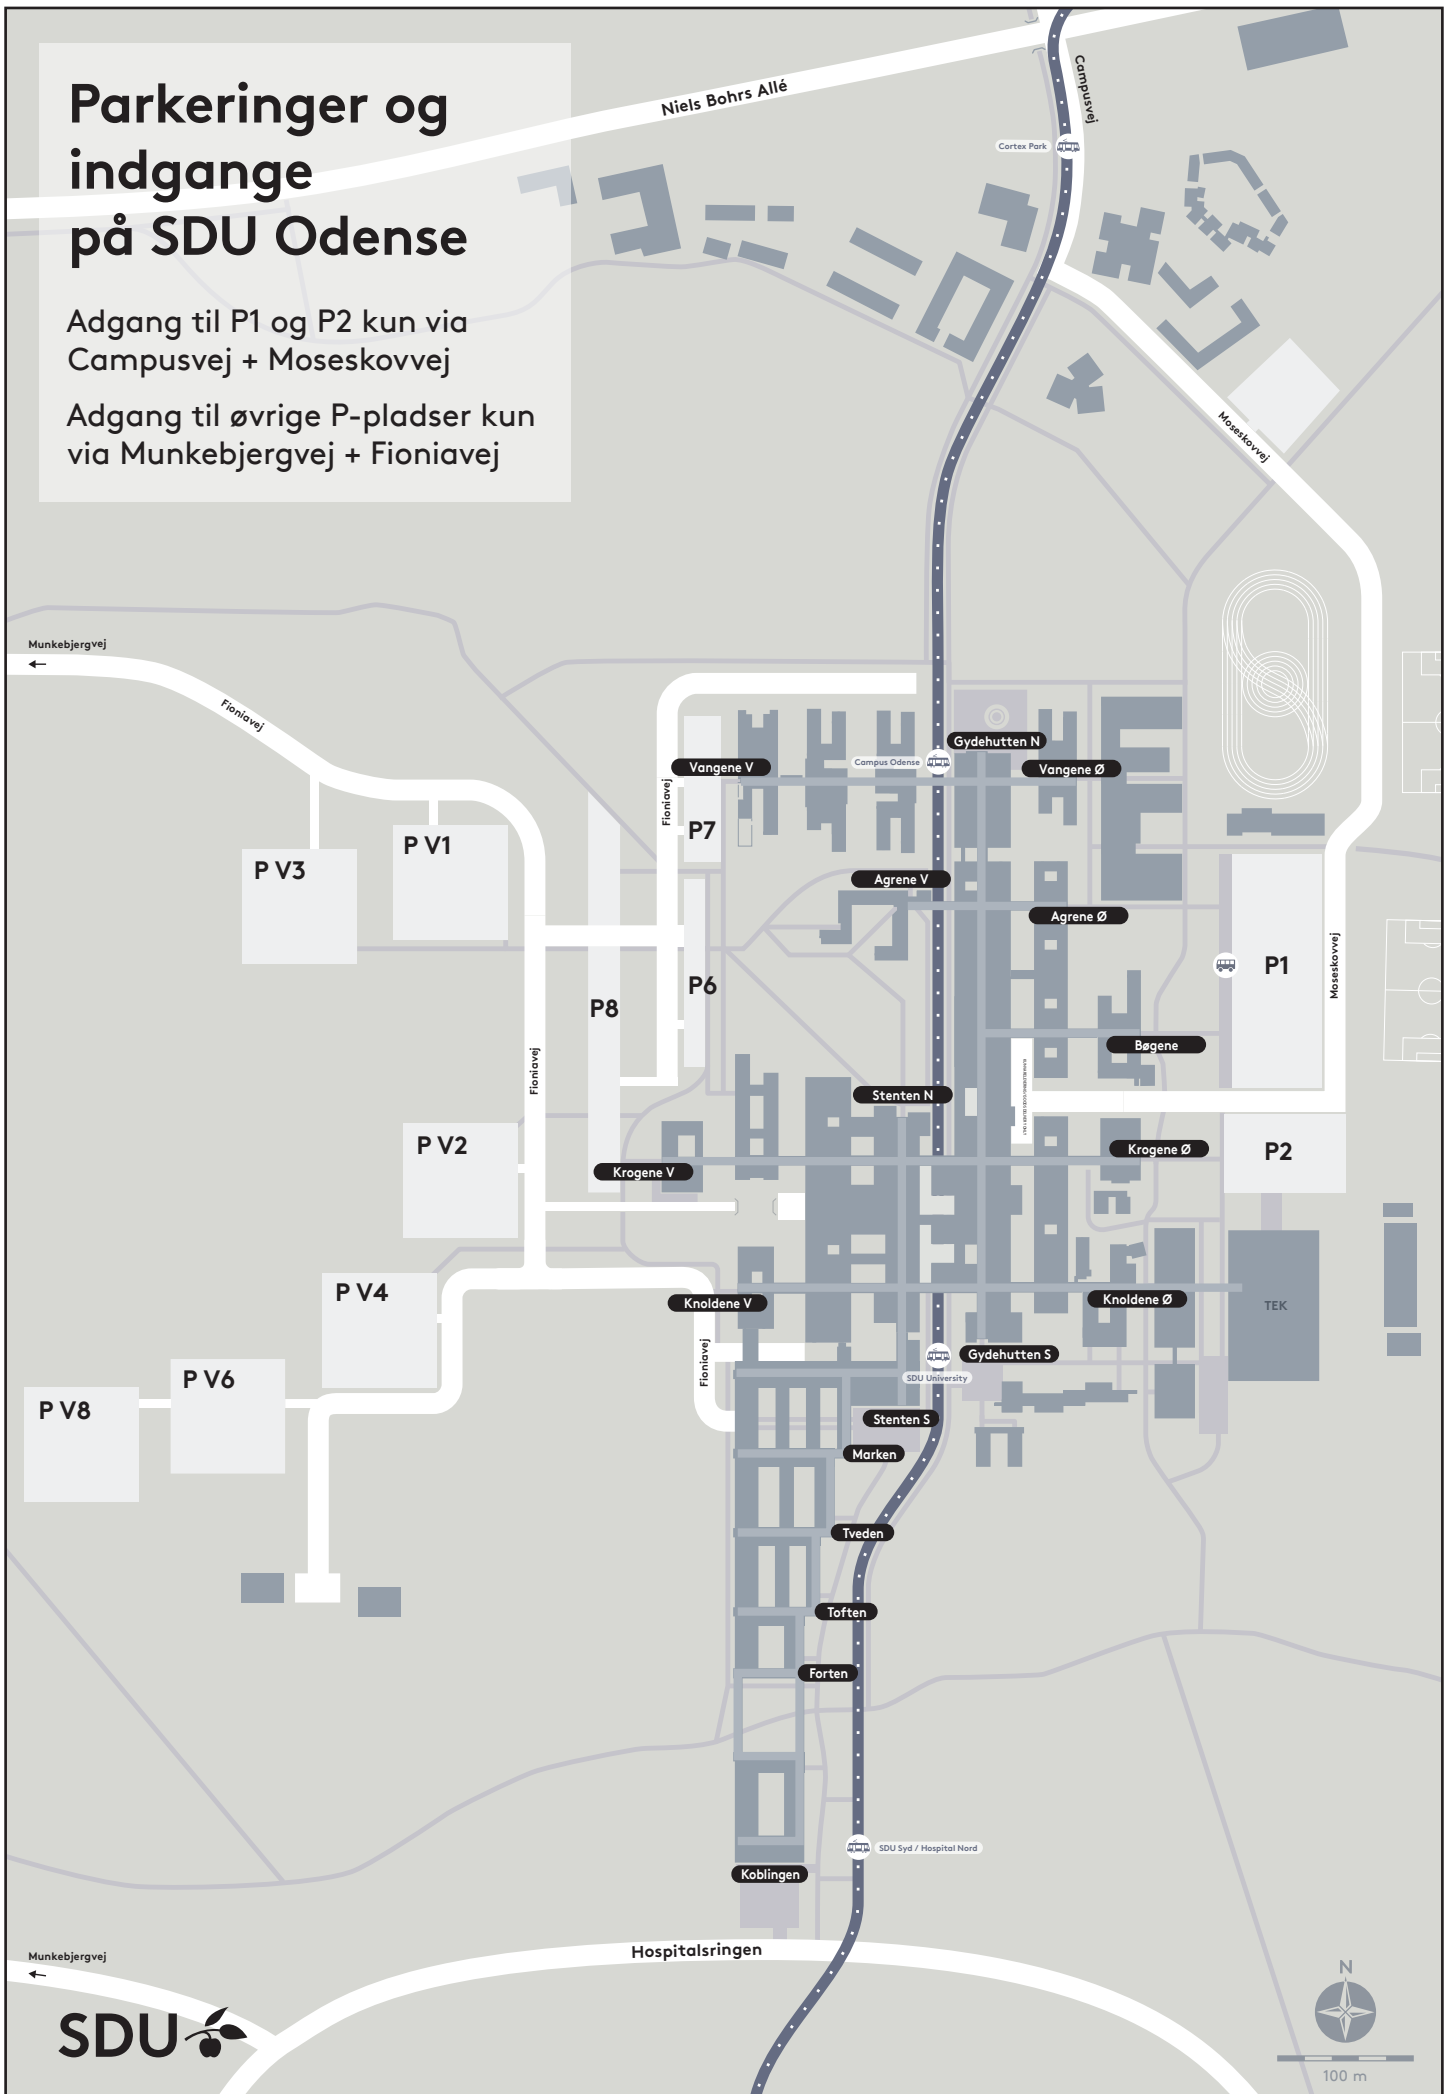 Parkeringer og
indgange
på SDU Odense
Adgang til P1 og P2 kun via
Campusvej + Moseskovvej
Adgang til øvrige P-pladser kun
via Munkebjergvej + Fioniavej
Niels Bohrs Allé
Campusvej
Cortex Park
Moseskovvej
Munkebjergvej
Fioniavej
Gydehutten N
Campus Odense
Vangene V
Vangene Ø
Fioniavej
P7
P V1
P V3
Agrene V
Agrene Ø
P1
Moseskovvej
P6
P8
Bøgene
Fioniavej
Stenten N
P V2
Krogene V
Krogene Ø
P2
P V4
Knoldene V
Knoldene Ø
TEK
Fioniavej
Gydehutten S
SDU University
P V6
P V8
Stenten S
Marken
Tveden
Toften
Forten
SDU Syd / Hospital Nord
Koblingen
Hospitalsringen
Munkebjergvej
SDU
N
100 m